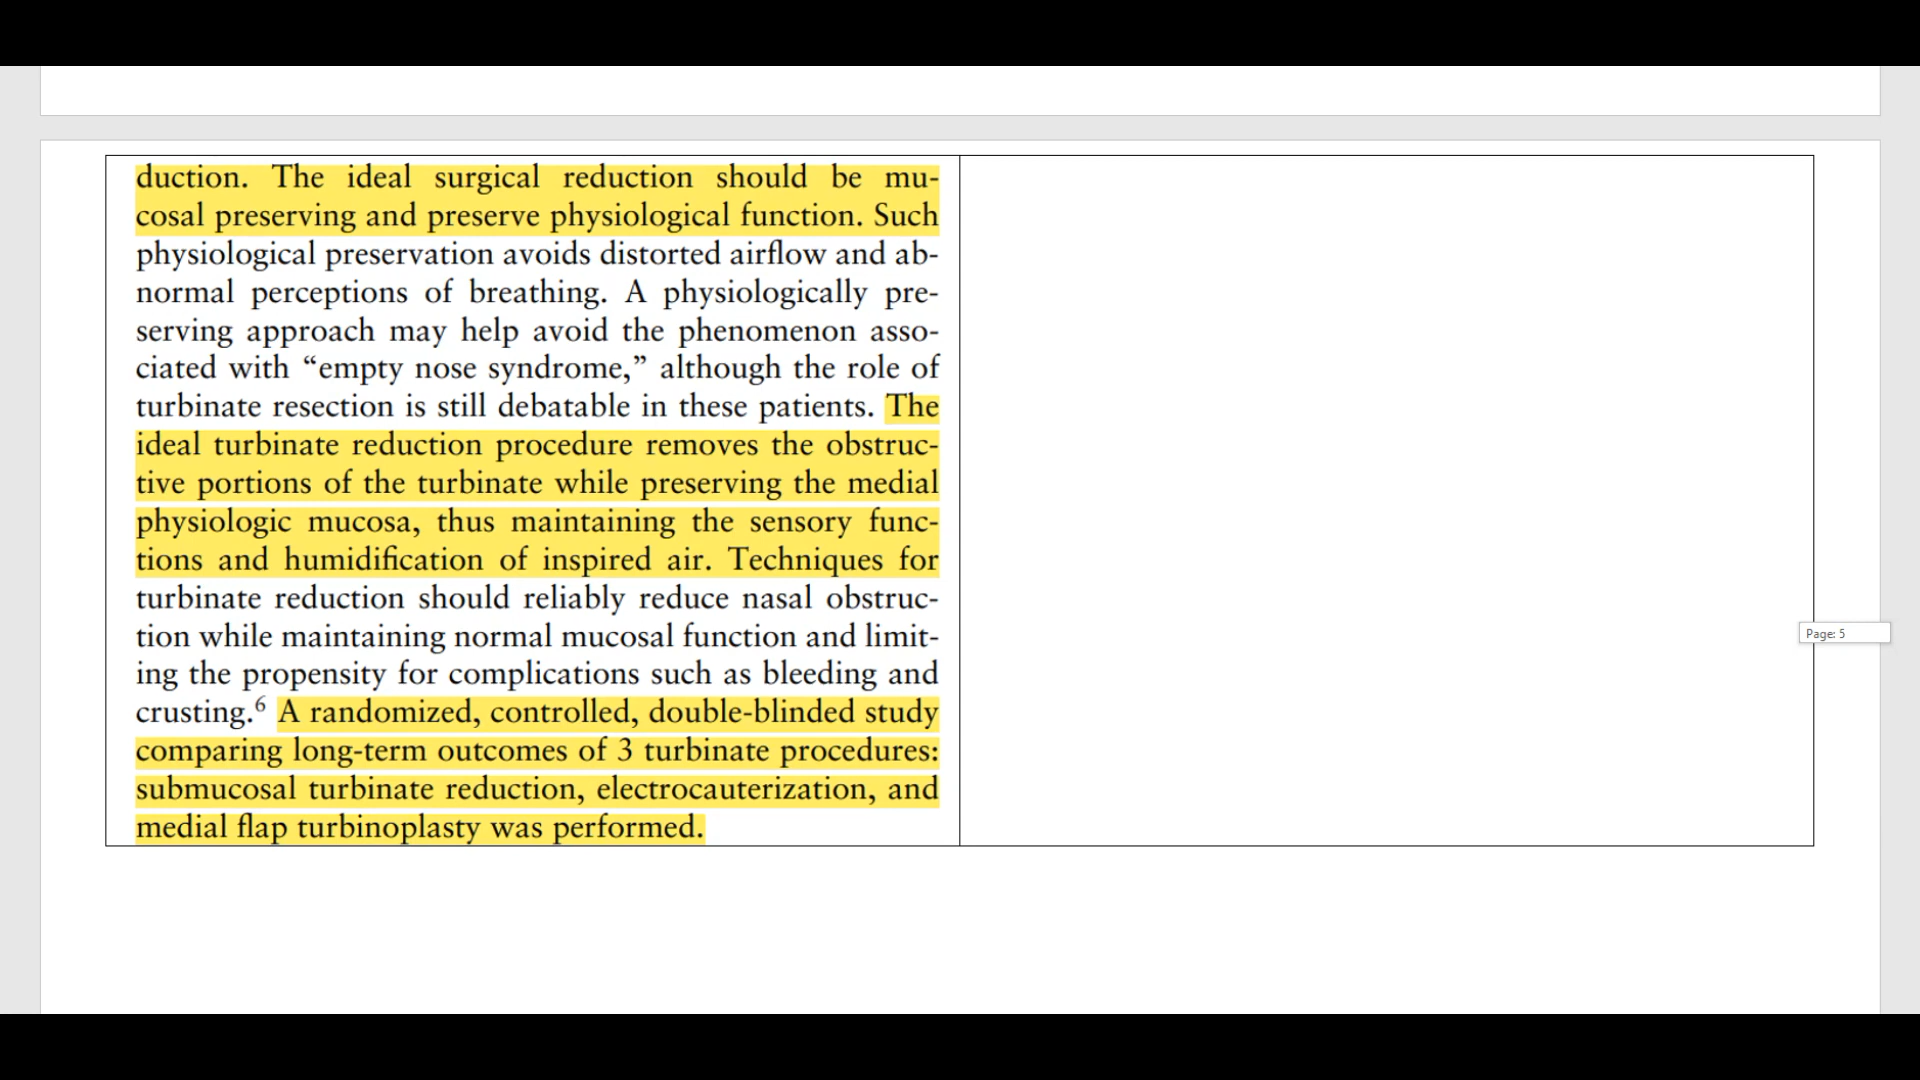 duction. The ideal surgical reduction should be mu-
cosal preserving and preserve physiological function. Such
physiological preservation avoids distorted airflow and ab-
normal perceptions of breathing. A physiologically pre-
serving approach may help avoid the phenomenon asso-
ciated with “empty nose syndrome,” although the role of
turbinate resection is still debatable in these patients. The
ideal turbinate reduction procedure removes the obstruc-
tive portions of the turbinate while preserving the medial
physiologic mucosa, thus maintaining the sensory func-
tions and humidification of inspired air. Techniques for
turbinate reduction should reliably reduce nasal obstruc-
tion while maintaining normal mucosal function and limit-
ing the propensity for complications such as bleeding and
crusting.⁶ A randomized, controlled, double-blinded study
comparing long-term outcomes of 3 turbinate procedures:
submucosal turbinate reduction, electrocauterization, and
medial flap turbinoplasty was performed.
Page: 5